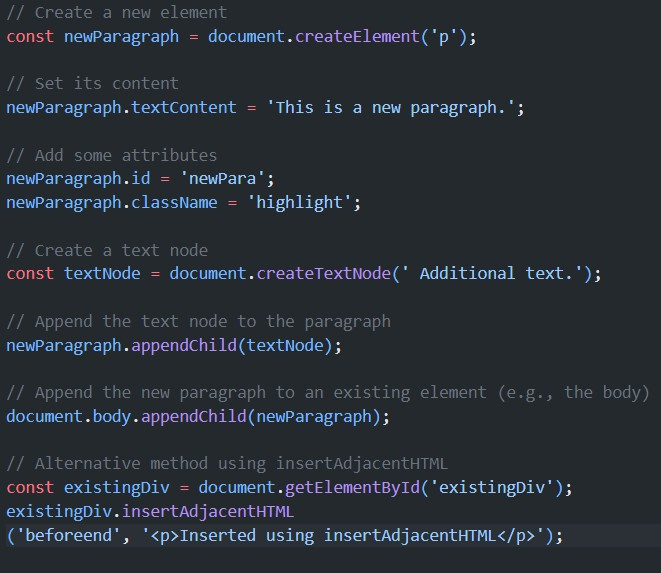 // Create a new element
const newParagraph = document.createElement('p');
// Set its content
newParagraph.textContent = 'This is a new paragraph.';
// Add some attributes
newParagraph.id = 'newPara';
newParagraph.className = 'highlight';
// Create a text node
const textNode = document.createTextNode(' Additional text.');
// Append the text node to the paragraph
newParagraph.appendChild(textNode);
// Append the new paragraph to an existing element (e.g., the body)
document.body.appendChild(newParagraph);
// Alternative method using insertAdjacentHTML
const existingDiv = document.getElementById('existingDiv');
existingDiv.insertAdjacentHTML
('beforeend', '<p>Inserted using insertAdjacentHTML</p>');